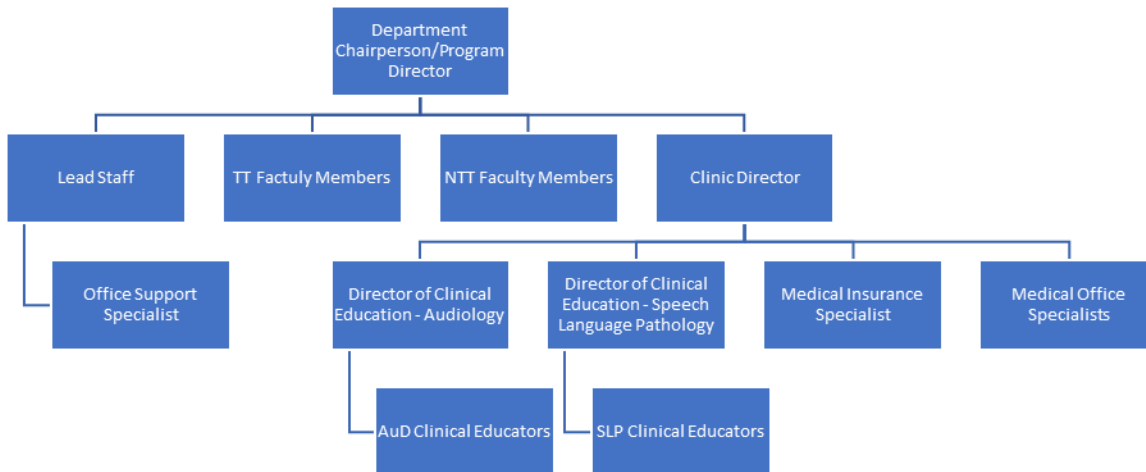 Department
Chairperson/Program
Director
Lead Staff
TT Factuly Members
NTT Faculty Members
Clinic Director
Office Support
Specialist
Director of Clinical
Education - Audiology
Director of Clinical
Education - Speech
Language Pathology
Medical Insurance
Specialist
Medical Office
Specialists
AuD Clinical Educators
SLP Clinical Educators